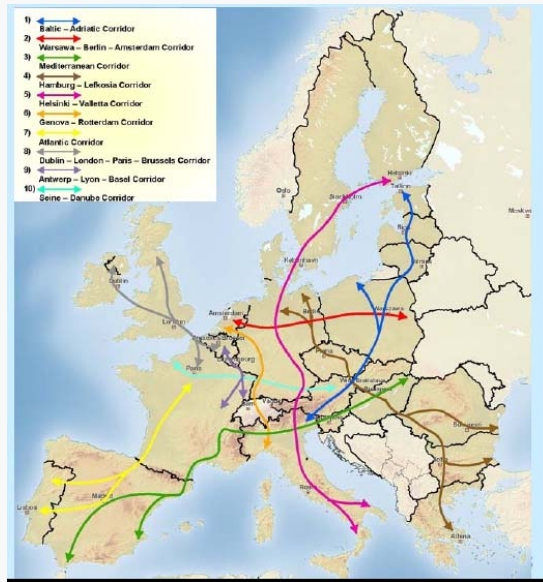 1)
Baltic – Adriatic Corridor
2)
Warsawa – Berlin – Amsterdam Corridor
3)
Mediterranean Corridor
4)
Hamburg – Lefkosia Corridor
5)
Helsinki – Valletta Corridor
6)
Genova – Rotterdam Corridor
7)
Atlantic Corridor
8)
Dublin – London – Paris – Brussels Corridor
9)
Antwerp – Lyon – Basel Corridor
10)
Seine – Danube Corridor
Helsinki
Oslo
Tallinn
Stockholm
Riga
Moskva
Vilnius
København
Dublin
Amsterdam
Warszawa
London
Praha
Paris
Bratislava
Budapest
Bucuresti
Roma
Madrid
Lisboa
Athina